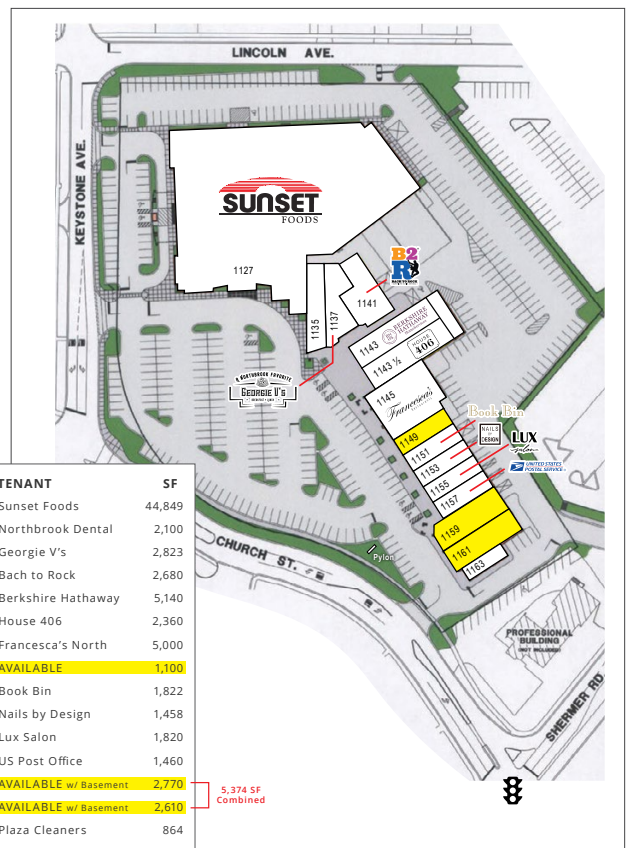 LINCOLN AVE.
KEYSTONE AVE.
SUNSET
FOODS
1127
B2
R
1135
1137
1141
1143
BERKSHIRE
HATHAWAY
1143 ½
HOUSE
406
A NORTHBROOK FAVORITE
GEORGIE V'S
1145
Francesca's
Book Bin
1149
1151
NAILS
DESIGN
LUX
salon
1153
1155
UNITED STATES
POSTAL SERVICE
1157
1159
1161
1163
CHURCH ST.
Pylon
PROFESSIONAL
BUILDING
(NOT INCLUDED)
SHERMER RD.
TENANT SF
Sunset Foods 44,849
Northbrook Dental 2,100
Georgie V's 2,823
Bach to Rock 2,680
Berkshire Hathaway 5,140
House 406 2,360
Francesca's North 5,000
AVAILABLE 1,100
Book Bin 1,822
Nails by Design 1,458
Lux Salon 1,820
US Post Office 1,460
AVAILABLE w/ Basement 2,770
AVAILABLE w/ Basement 2,610
Plaza Cleaners 864
5,374 SF
Combined